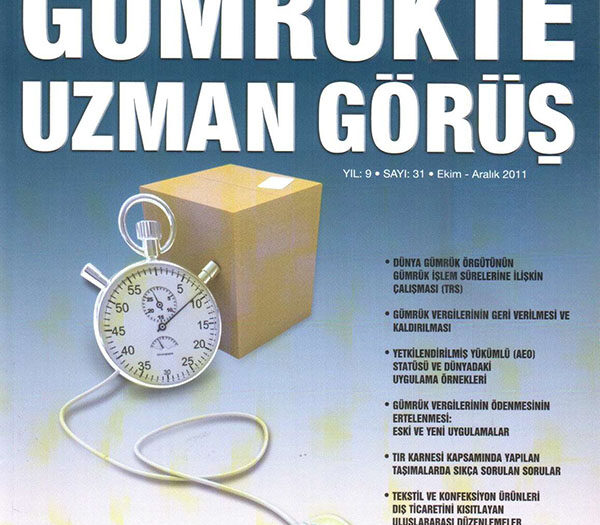 GÜMRÜKTE
UZMAN GÖRÜŞ
YIL: 9 • SAYI: 31 • Ekim - Aralık 2011
• DÜNYA GÜMRÜK ÖRGÜTÜNÜN
GÜMRÜK İŞLEM SÜRELERİNE İLİŞKİN
ÇALIŞMASI (TRS)
• GÜMRÜK VERGİLERİNİN GERİ VERİLMESİ VE
KALDIRILMASI
• YETKİLENDİRİLMİŞ YÜKÜMLÜ (AEO)
STATÜSÜ VE DÜNYADAKİ
UYGULAMA ÖRNEKLERİ
• GÜMRÜK VERGİLERİNİN ÖDENMESİNİN
ERTELENMESİ:
ESKİ VE YENİ UYGULAMALAR
• TIR KARNESİ KAPSAMINDA YAPILAN
TAŞIMALARDA SIKÇA SORULAN SORULAR
• TEKSTİL VE KONFEKSİYON ÜRÜNLERİ
DIŞ TİCARETİNİ KISITLAYAN
ULUSLARARASI DÜZENLEMELER
55
5
50
10
45
15
40
20
35
25
30